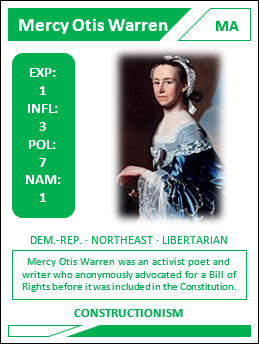 Mercy Otis Warren
MA
EXP:
1
INFL:
3
POL:
7
NAM:
1
DEM.-REP. · NORTHEAST · LIBERTARIAN
Mercy Otis Warren was an activist poet and
writer who anonymously advocated for a Bill of
Rights before it was included in the Constitution.
CONSTRUCTIONISM